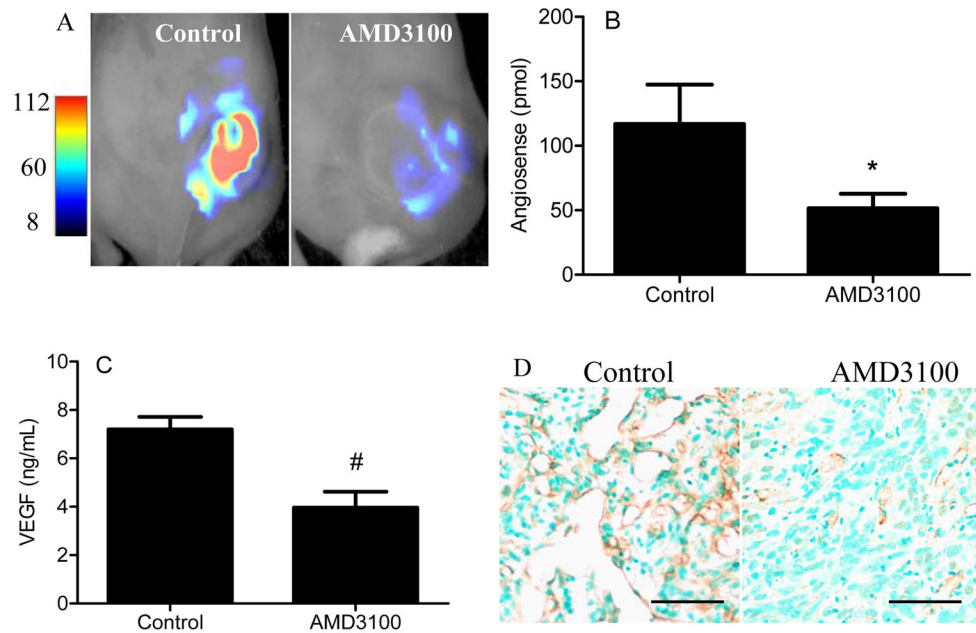 A
Control
AMD3100
112
60
8
B
Angiosense (pmol)
200
150
100
50
0
*
Control
AMD3100
C
VEGF (ng/mL)
10
8
6
4
2
0
#
Control
AMD3100
D
Control
AMD3100